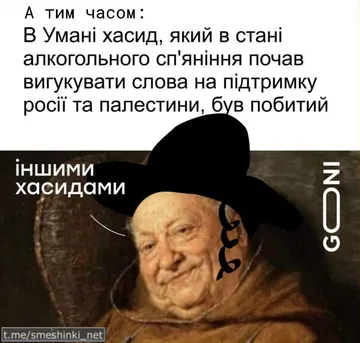 А тим часом:
В Умані хасид, який в стані
алкогольного сп'яніння почав
вигукувати слова на підтримку
росії та палестини, був побитий
іншими
хасидами
GONI
t.me/smeshinki_net